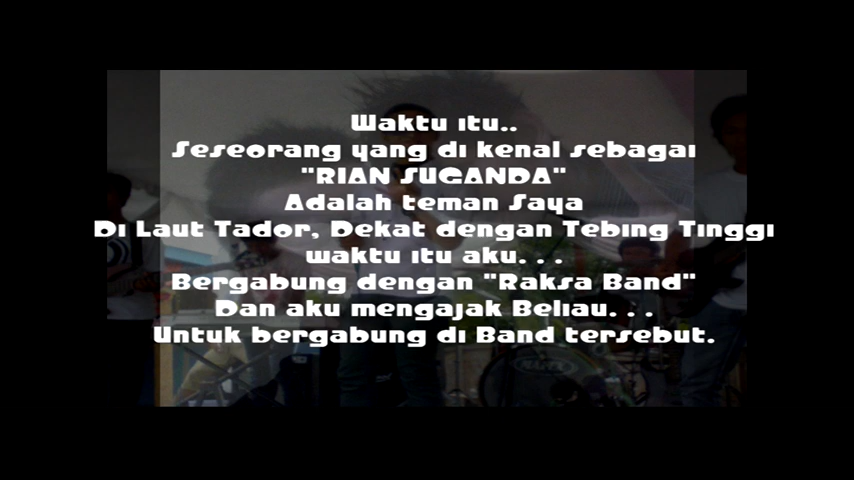 Waktu itu..
Seseorang yang di kenal sebagai
"RIAN SUGANDA"
Adalah teman Saya
Di Laut Tador, Dekat dengan Tebing Tinggi
waktu itu aku. . .
Bergabung dengan "Raksa Band"
Dan aku mengajak Beliau. . .
Untuk bergabung di Band tersebut.